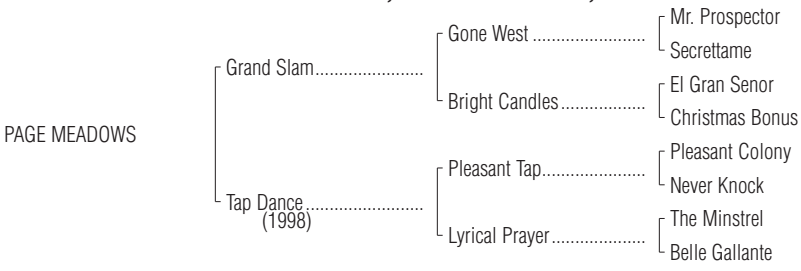 Mr. Prospector
Gone West ........................
Secrettame
Grand Slam.......................
El Gran Senor
Bright Candles..................
Christmas Bonus
PAGE MEADOWS
Pleasant Colony
Pleasant Tap......................
Never Knock
Tap Dance .........................
(1998)
The Minstrel
Lyrical Prayer....................
Belle Gallante